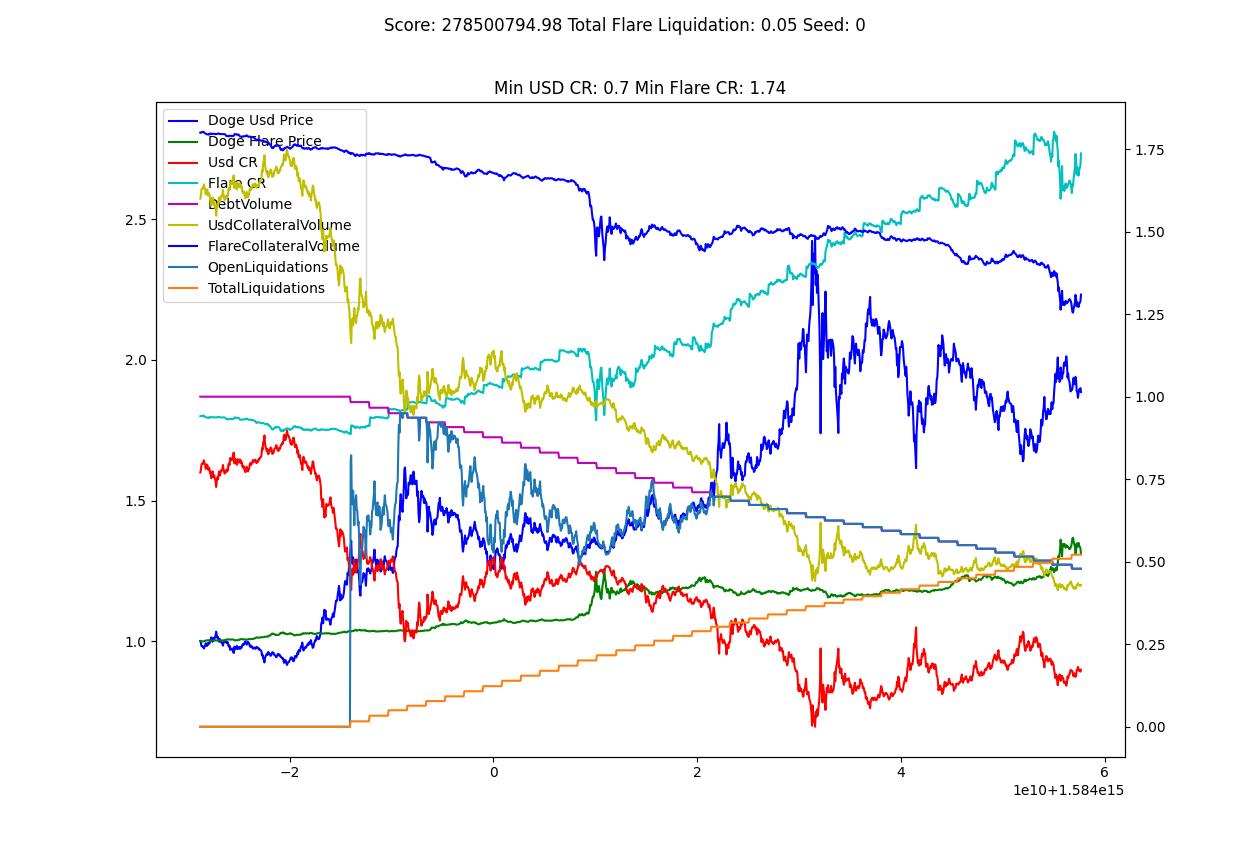 Score: 278500794.98 Total Flare Liquidation: 0.05 Seed: 0
Min USD CR: 0.7 Min Flare CR: 1.74
Doge Usd Price
Doge Flare Price
Usd CR
Flare CR
DebtVolume
UsdCollateralVolume
FlareCollateralVolume
OpenLiquidations
TotalLiquidations
2.5
2.0
1.5
1.0
1.75
1.50
1.25
1.00
0.75
0.50
0.25
0.00
−2
0
2
4
6
1e10+1.584e15